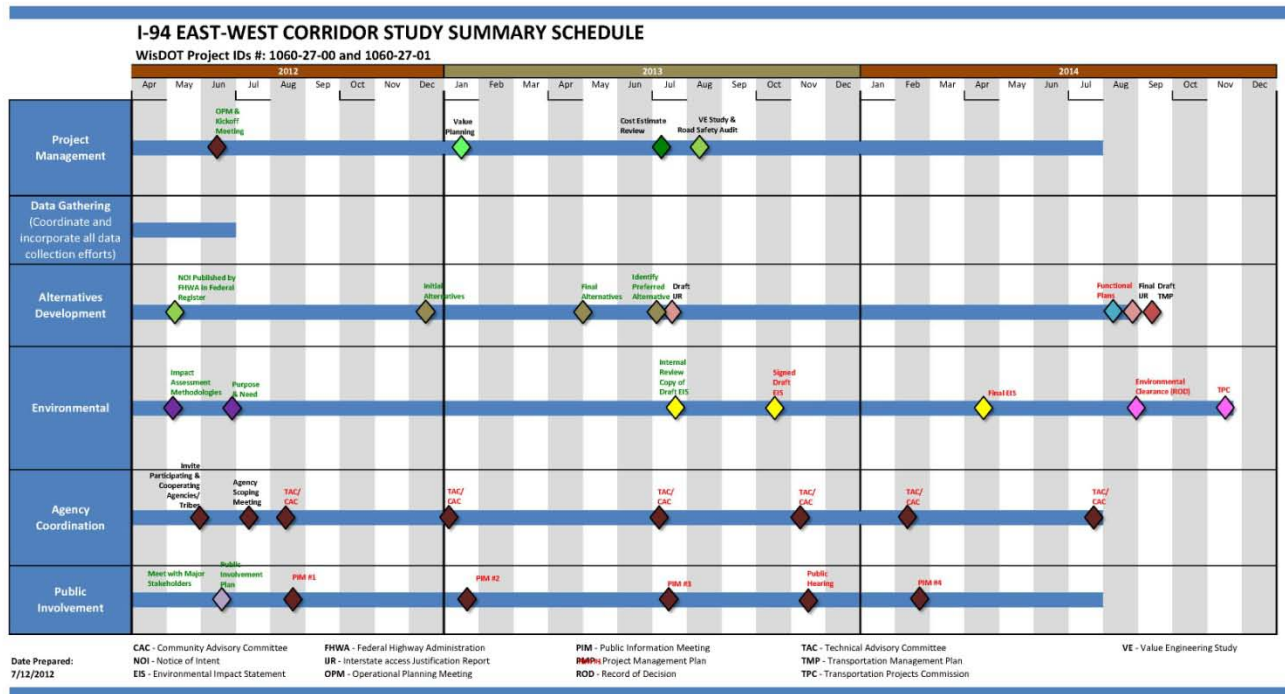 I-94 EAST-WEST CORRIDOR STUDY SUMMARY SCHEDULE
WisDOT Project IDs #: 1060-27-00 and 1060-27-01
2012 2013 2014
Apr May Jun Jul Aug Sep Oct Nov Dec Jan Feb Mar Apr May Jun Jul Aug Sep Oct Nov Dec Jan Feb Mar Apr May Jun Jul Aug Sep Oct Nov Dec
Project
Management
OPM &
Kickoff
Meeting
Value
Planning
Cost Estimate
Review
VE Study &
Road Safety Audit
Data Gathering
(Coordinate and
incorporate all data
collection efforts)
Alternatives
Development
NOI Published by
FHWA in Federal
Register
Initial
Alternatives
Final
Alternatives
Identify
Preferred
Alternative
Draft
IJR
Functional
Plans
Final
IJR
Draft
TMP
Environmental
Impact
Assessment
Methodologies
Purpose
& Need
Internal
Review
Copy of
Draft EIS
Signed
Draft
EIS
Final EIS
Environmental
Clearance (ROD)
TPC
Agency
Coordination
Invite
Participating &
Cooperating
Agencies/
Tribes
Agency
Scoping
Meeting
TAC/
CAC
TAC/
CAC
TAC/
CAC
TAC/
CAC
TAC/
CAC
TAC/
CAC
Public
Involvement
Meet with Major
Stakeholders
Public
Involvement
Plan
PIM #1
PIM #2
PIM #3
Public
Hearing
PIM #4
Date Prepared:
7/12/2012
CAC - Community Advisory Committee
NOI - Notice of Intent
EIS - Environmental Impact Statement
FHWA - Federal Highway Administration
IJR - Interstate access Justification Report
OPM - Operational Planning Meeting
PIM - Public Information Meeting
PMP - Project Management Plan
ROD - Record of Decision
TAC - Technical Advisory Committee
TMP - Transportation Management Plan
TPC - Transportation Projects Commission
VE - Value Engineering Study